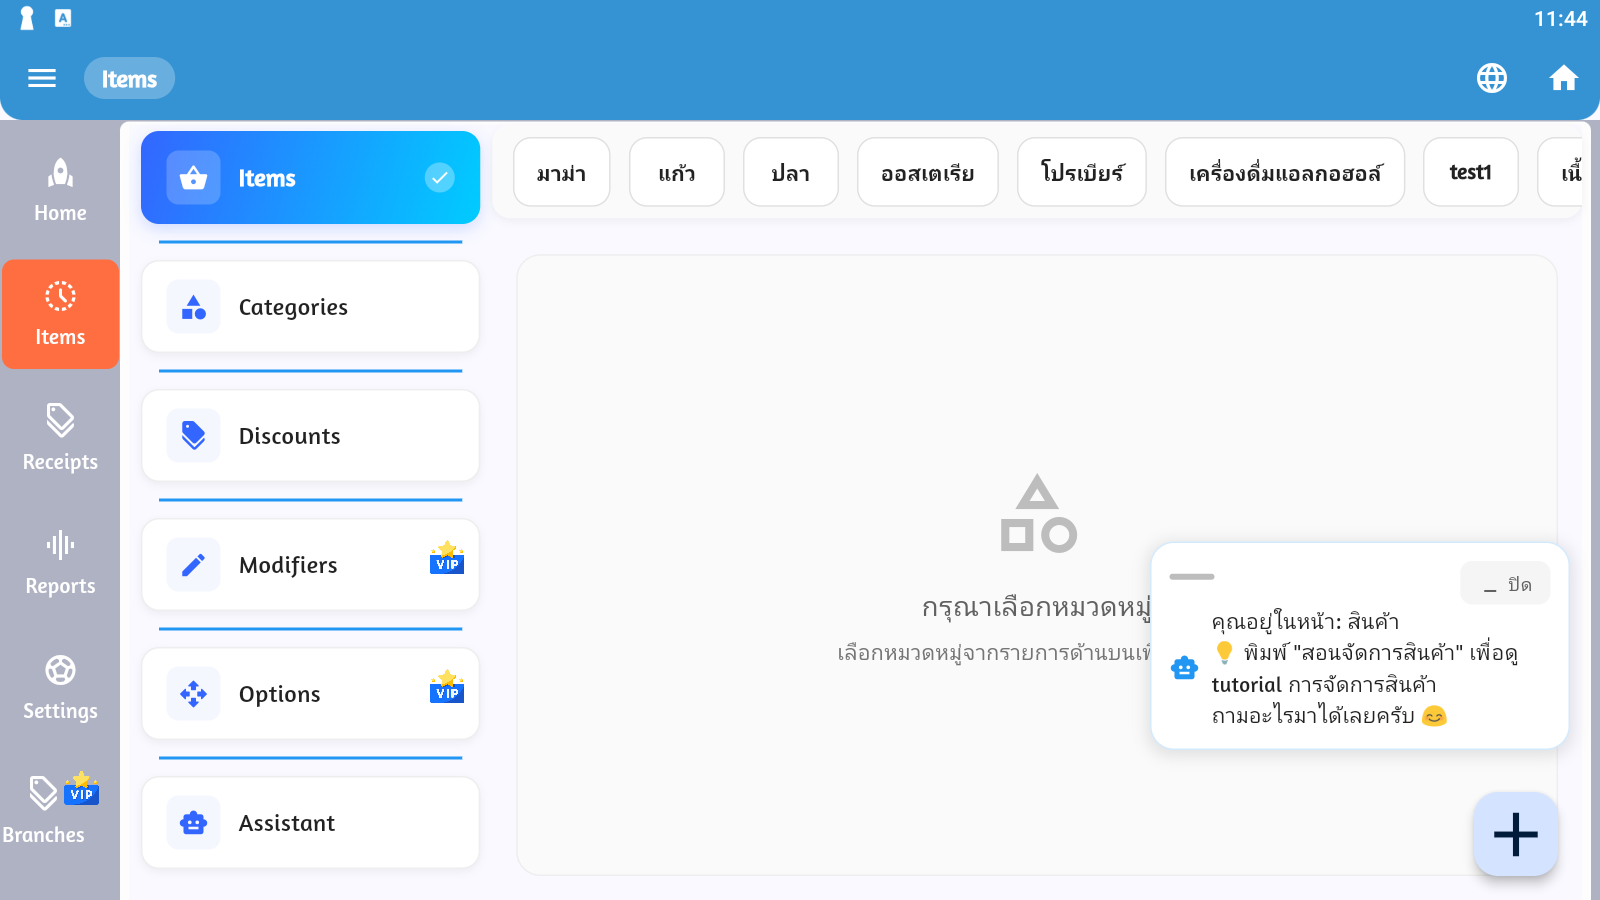 11:44
Items
Home
Items
Receipts
Reports
Settings
VIP
Branches
Items
Categories
Discounts
Modifiers
VIP
Options
VIP
Assistant
มาม่า
แก้ว
ปลา
ออสเตเรีย
โปรเบียร์
เครื่องดื่มแอลกอฮอล์
test1
กรุณาเลือกหมวดหมู่
เลือกหมวดหมู่จากรายการด้านบน
_ ปิด
คุณอยู่ในหน้า: สินค้า
💡 พิมพ์ "สอนจัดการสินค้า" เพื่อดู
tutorial การจัดการสินค้า
ถามอะไรมาได้เลยครับ 😊